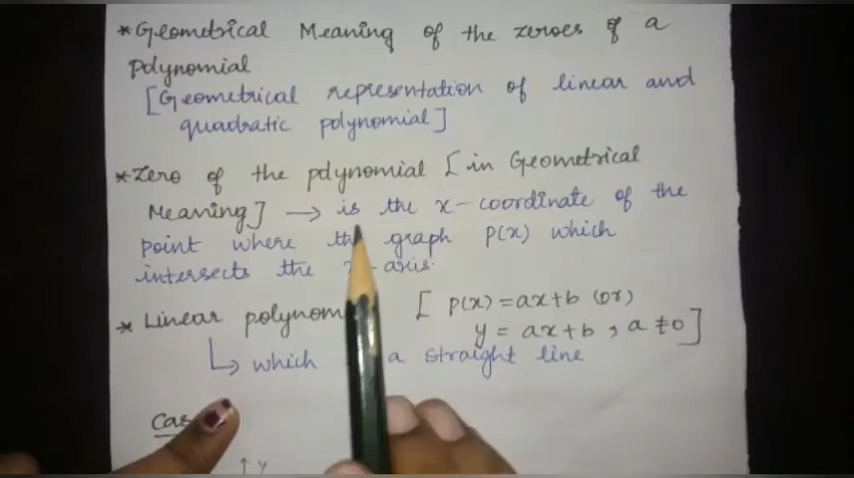 *Geometrical Meaning of the zeroes of a
polynomial
[Geometrical representation of linear and
quadratic polynomial]
*Zero of the polynomial [in Geometrical
Meaning] → is the x-coordinate of the
point where the graph p(x) which
intersects the axis.
* Linear [ p(x) = ax+b (or)
y = ax+b, a ≠ 0 ]
↳ which a straight line
↑ y